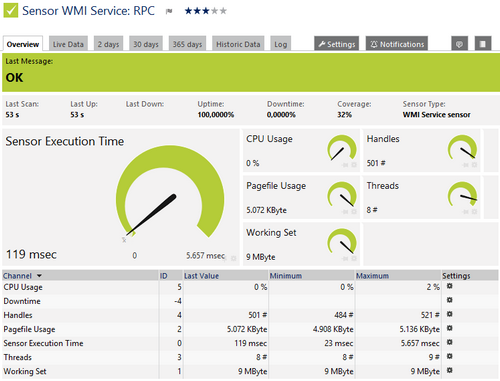 Sensor WMI Service: RPC
Overview Live Data 2 days 30 days 365 days Historic Data Log Settings Notifications
Last Message:
OK
Last Scan: Last Up: Last Down: Uptime: Downtime: Coverage: Sensor Type:
53 s 53 s 100,0000% 0,0000% 32% WMI Service sensor
Sensor Execution Time
119 msec
0 5.657 msec
CPU Usage
0 %
Handles
501 #
Pagefile Usage
5.072 KByte
Threads
8 #
Working Set
9 MByte
Channel ID Last Value Minimum Maximum Settings
CPU Usage 5 0 % 0 % 2 %
Downtime -4
Handles 4 501 # 484 # 521 #
Pagefile Usage 2 5.072 KByte 4.908 KByte 5.136 KByte
Sensor Execution Time 0 119 msec 23 msec 5.657 msec
Threads 3 8 # 8 # 9 #
Working Set 1 9 MByte 9 MByte 9 MByte